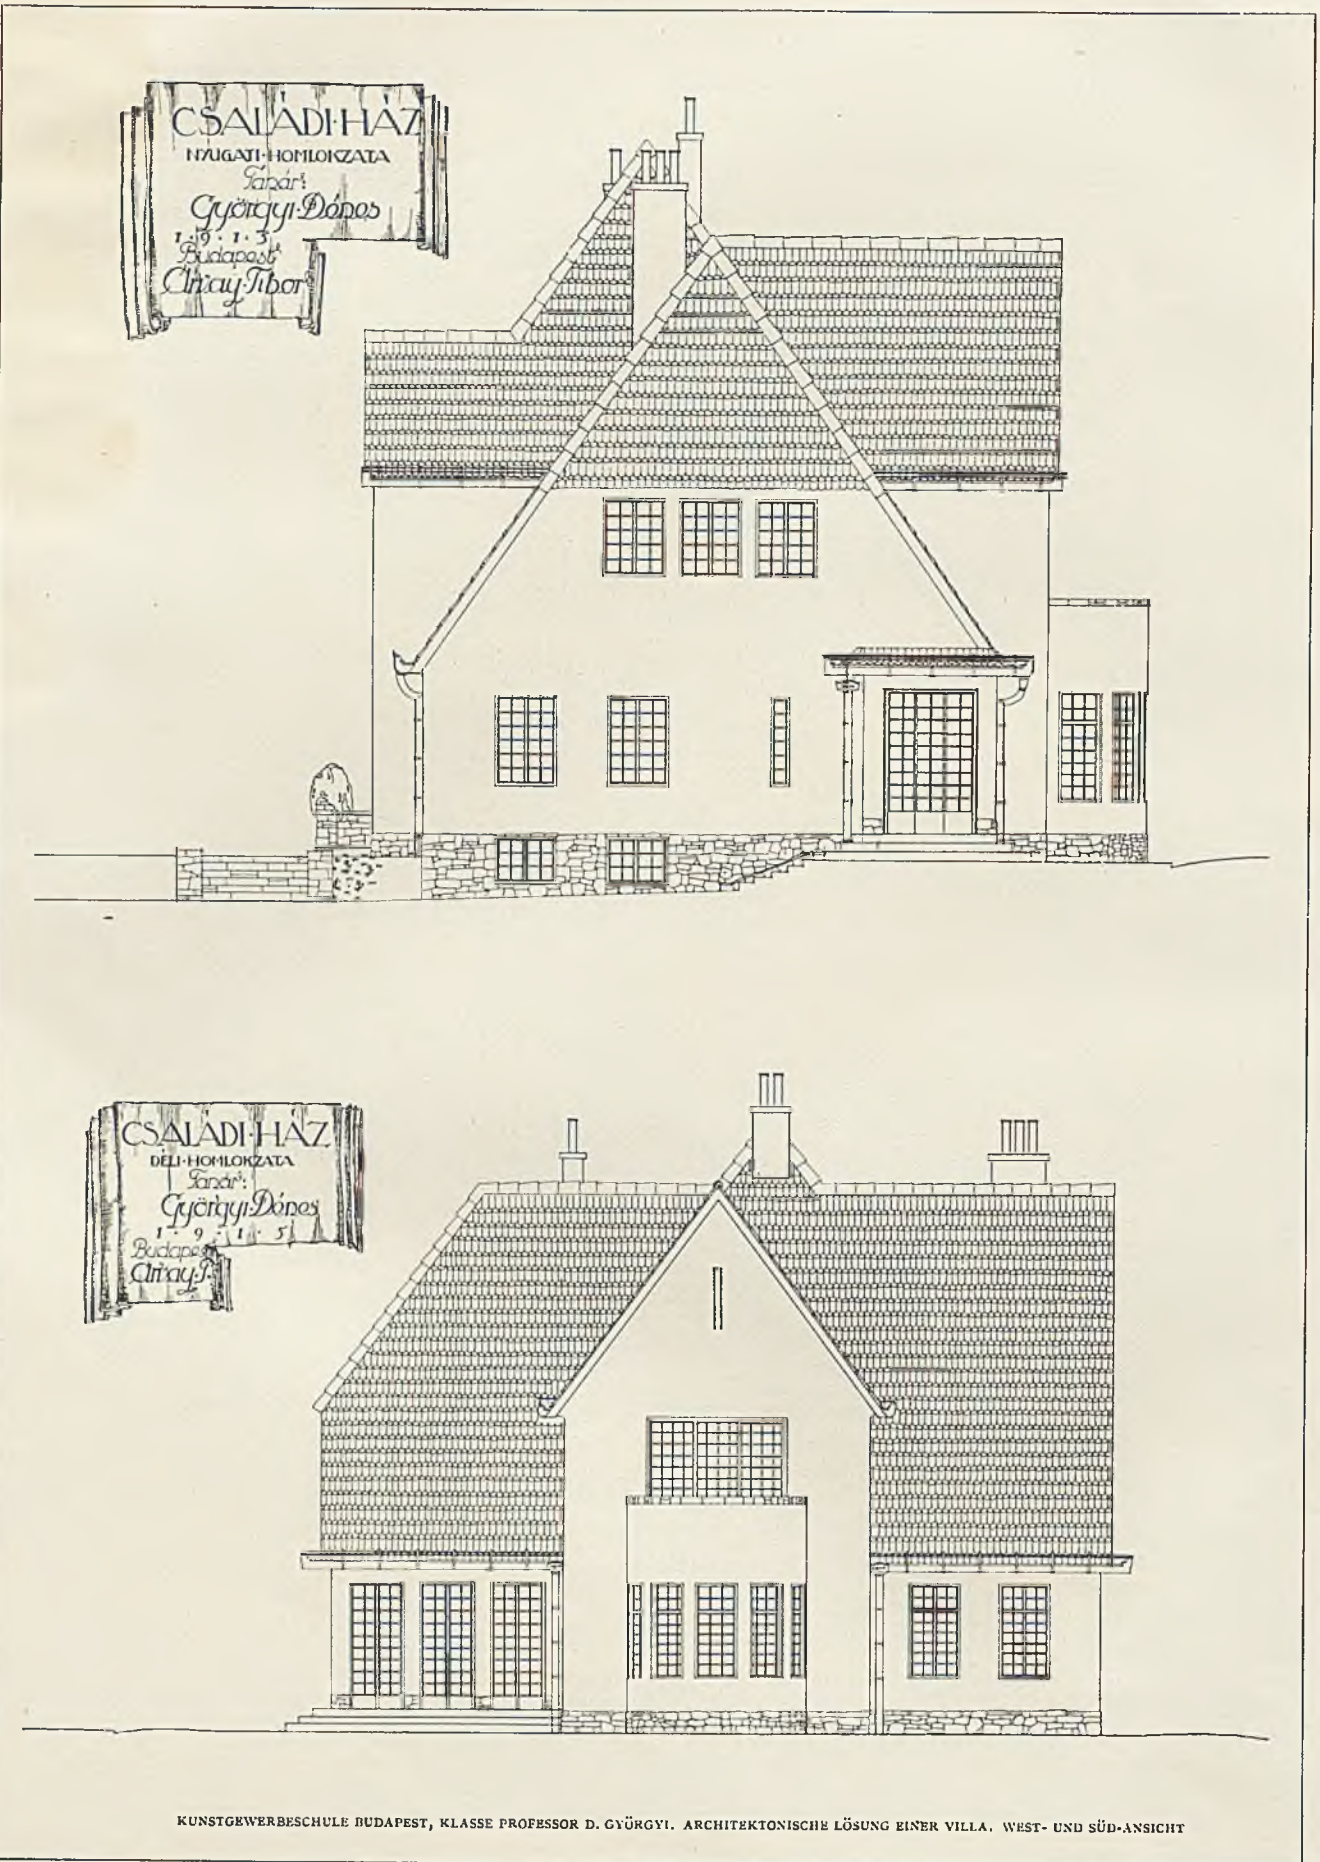 CSALÁDI·HÁZ
NYUGATI·HOMLOKZATA
Tanár:
Györgyi·Dénes
1·9·1·3
Budapest
Árkay·Tibor
CSALÁDI·HÁZ
DÉLI·HOMLOKZATA
Tanár:
Györgyi·Dénes
1·9·1·5
Budapest
KUNSTGEWERBESCHULE BUDAPEST, KLASSE PROFESSOR D. GYÖRGYI. ARCHITEKTONISCHE LÖSUNG EINER VILLA. WEST- UND SÜD-ANSICHT